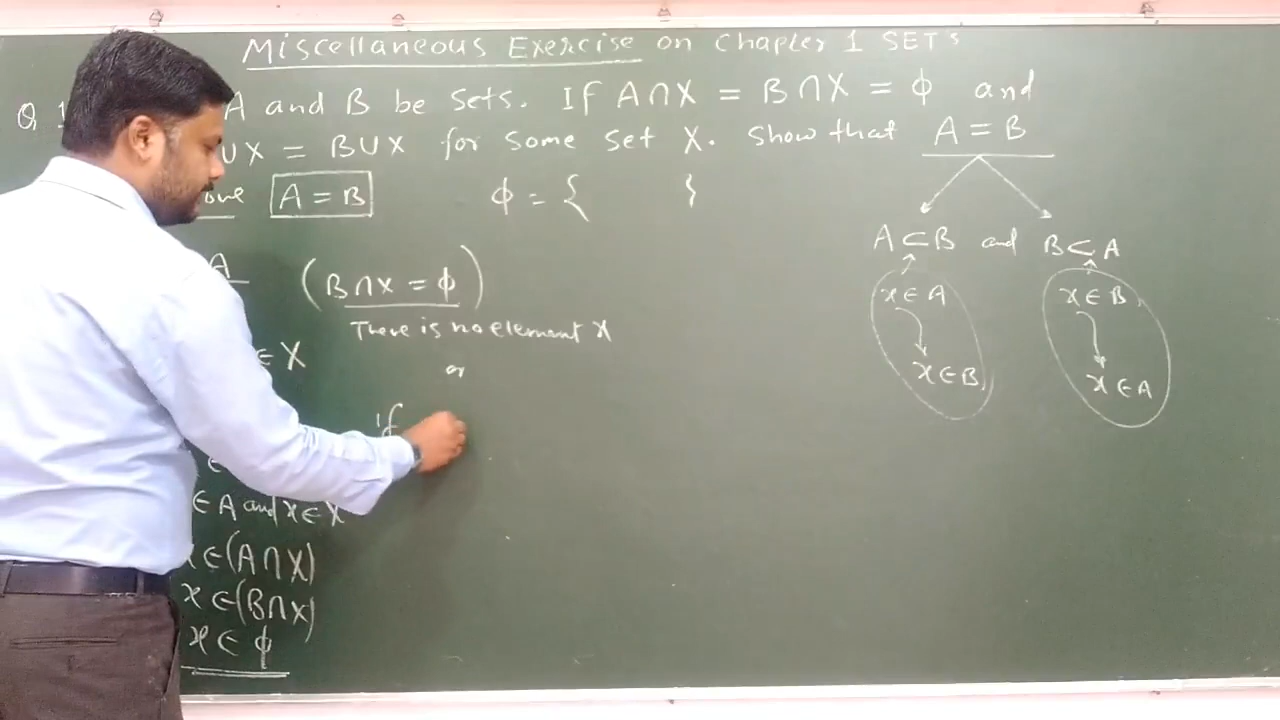 Miscellaneous Exercise on Chapter 1 SETs
Q 1 A and B be sets. If A∩X = B∩X = ϕ and
∪X = B∪X for some set X. Show that A = B
A = B ϕ = { }
A⊂B and B⊂A
A (B∩X = ϕ)
x∈A x∈B
There is no element x
∈ X
or
x∈B x∈A
if
∈
∈ A and x∈X
x∈(A∩X)
x∈(B∩X)
x∈ϕ